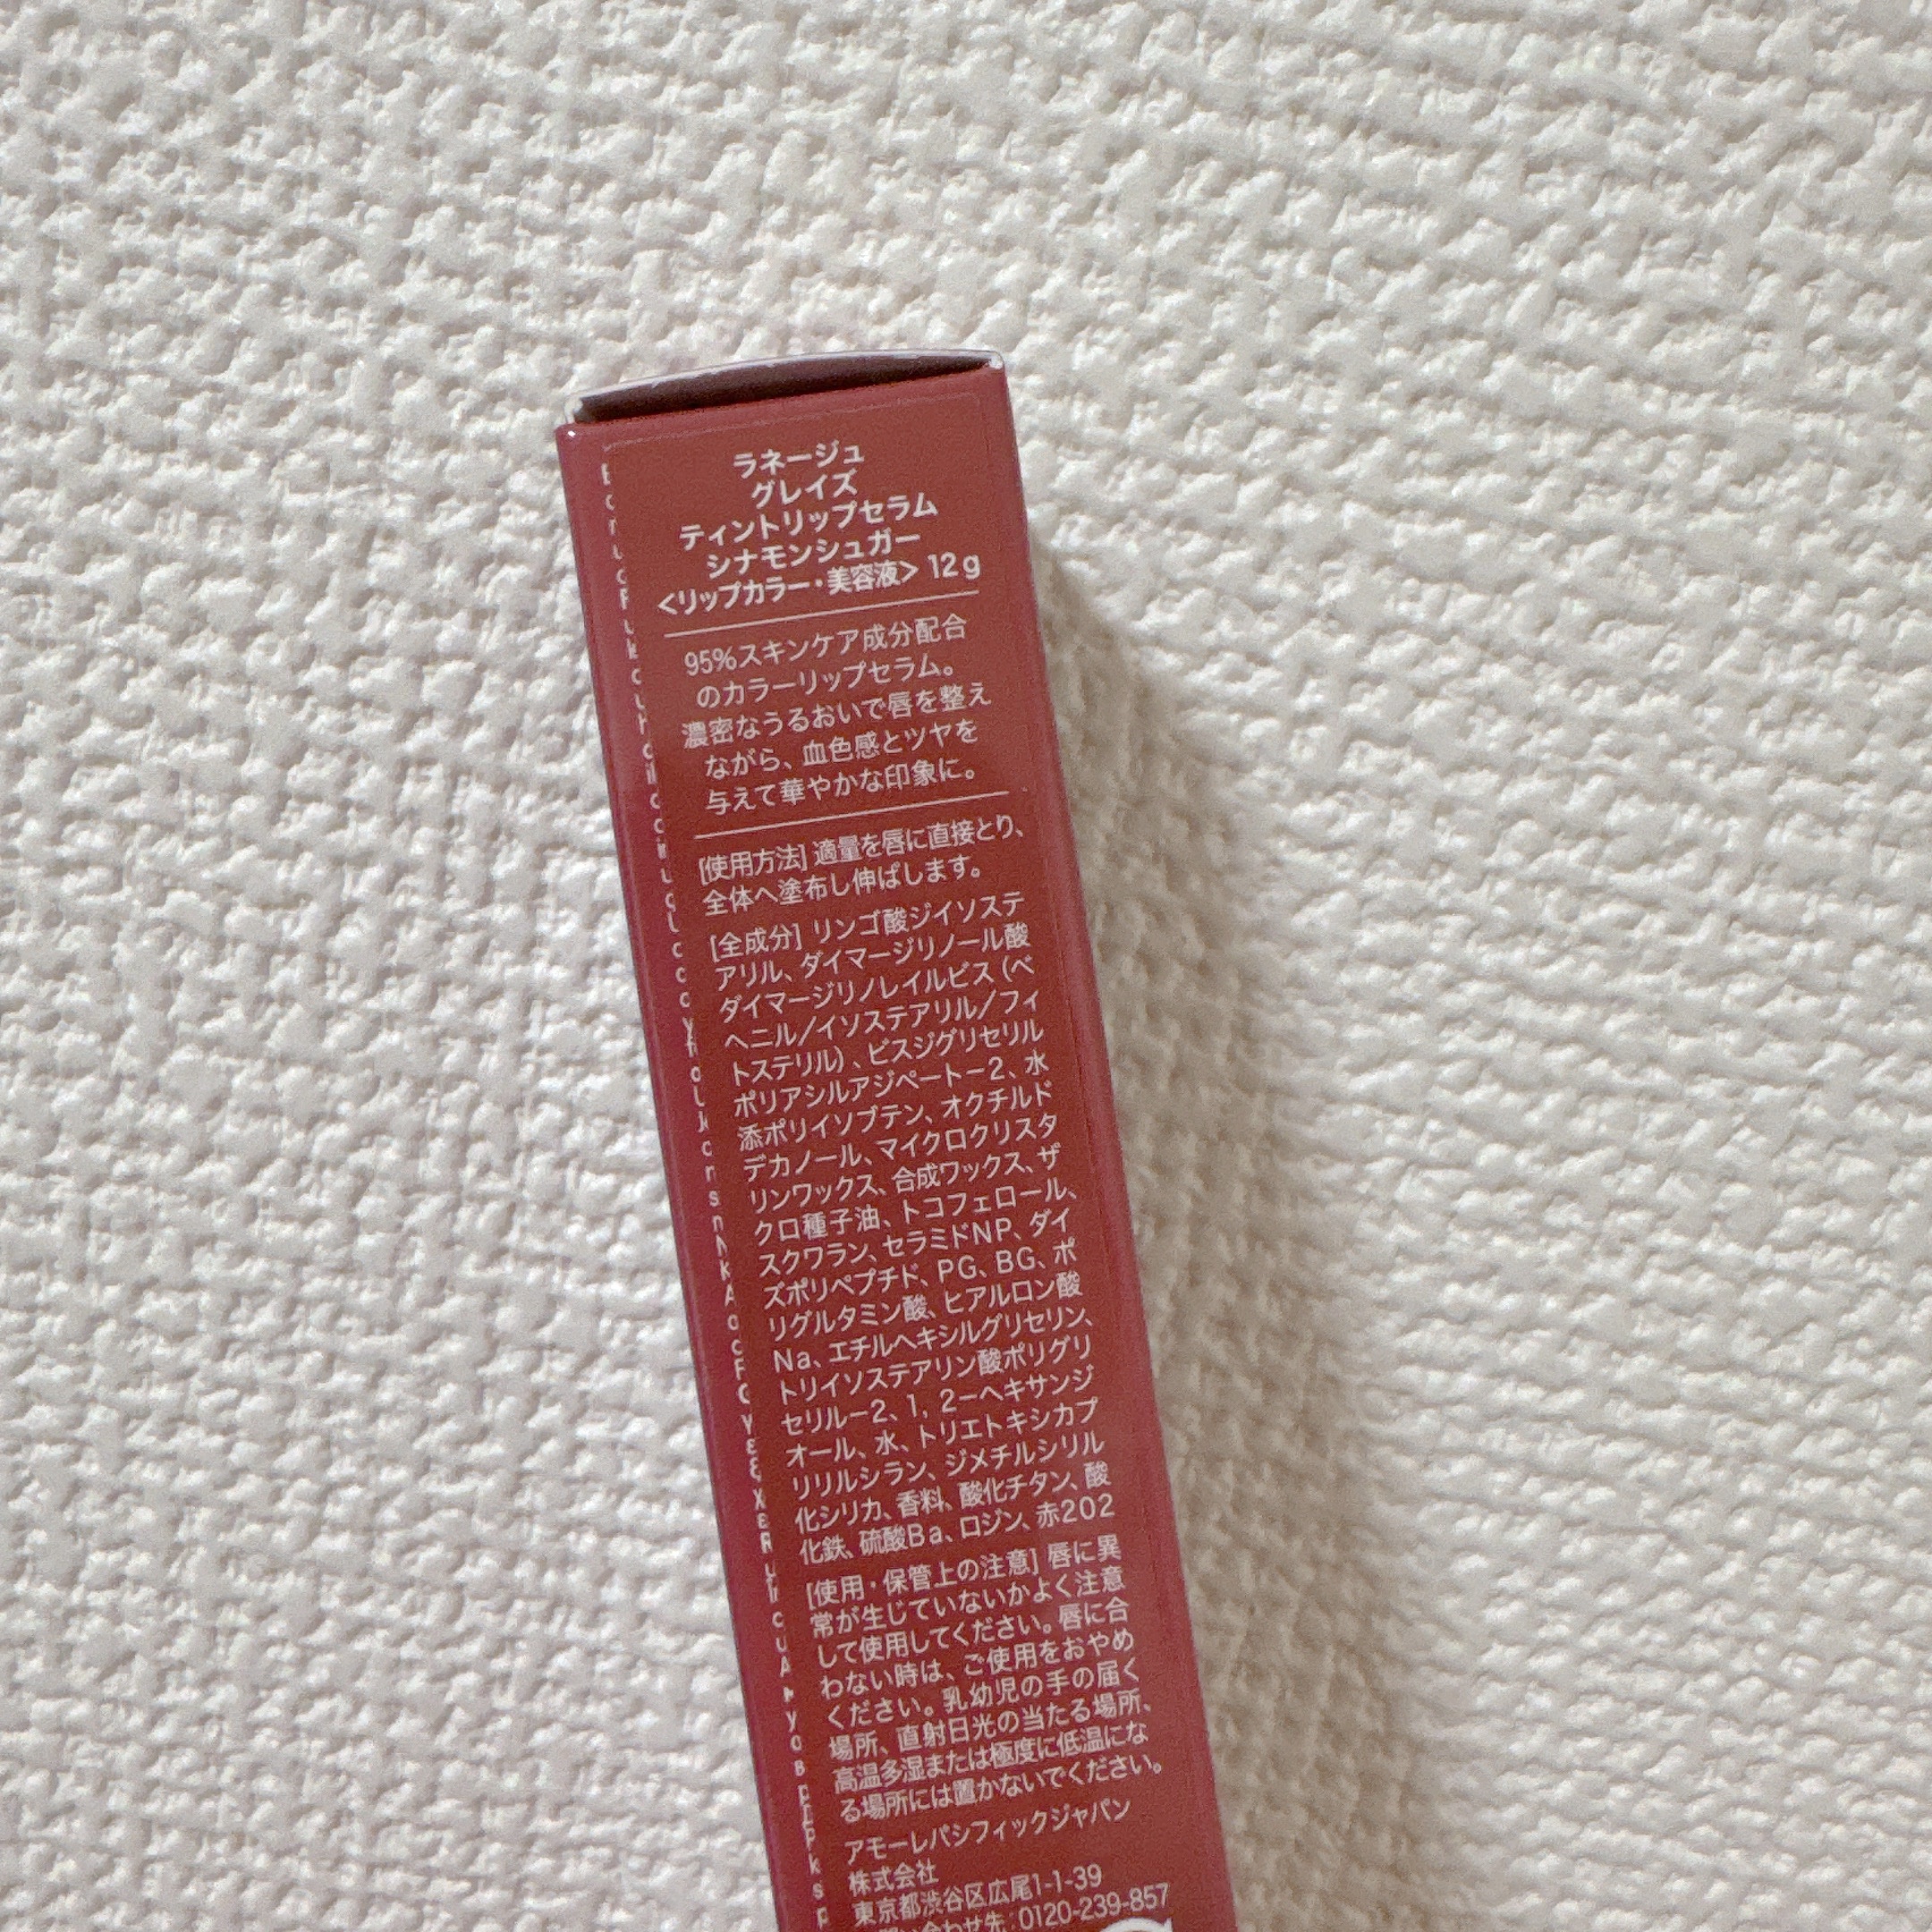 ラネージュ
グレイズ
ティントリップセラム
シナモンシュガー
<リップカラー・美容液> 12g
95%スキンケア成分配合
のカラーリップセラム。
濃密なうるおいで唇を整え
ながら、血色感とツヤを
与えて華やかな印象に。
[使用方法] 適量を唇に直接とり、
全体へ塗布し伸ばします。
[全成分] リンゴ酸ジイソステ
アリル、ダイマージリノール酸
ダイマージリノレイルビス(ベ
ヘニル/イソステアリル/フィ
トステリル)、ビスジグリセリル
ポリアシルアジペートー2、水
添ポリイソブテン、オクチルド
デカノール、マイクロクリスタ
リンワックス、合成ワックス、ザ
クロ種子油、トコフェロール、
スクワラン、セラミドNP、ダイ
ズポリペプチド、PG、BG、ポ
リグルタミン酸、ヒアルロン酸
Na、エチルヘキシルグリセリン、
トリイソステアリン酸ポリグリ
セリルー2、1, 2ーヘキサンジ
オール、水、トリエトキシカプ
リリルシラン、ジメチルシリル
化シリカ、香料、酸化チタン、酸
化鉄、硫酸Ba、ロジン、赤202
[使用・保管上の注意] 唇に異
常が生じていないかよく注意
して使用してください。唇に合
わない時は、ご使用をおやめ
ください。乳幼児の手の届く
場所、直射日光の当たる場所、
高温多湿または極度に低温にな
る場所には置かないでください。
アモーレパシフィックジャパン
株式会社
東京都渋谷区広尾1-1-39
い合わせ先:0120-239-857